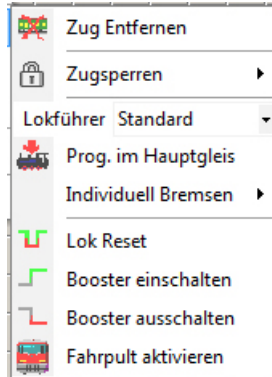 Zug Entfernen
Zugsperren
Lokführer Standard
Prog. im Hauptgleis
Individuell Bremsen
Lok Reset
Booster einschalten
Booster ausschalten
Fahrpult aktivieren